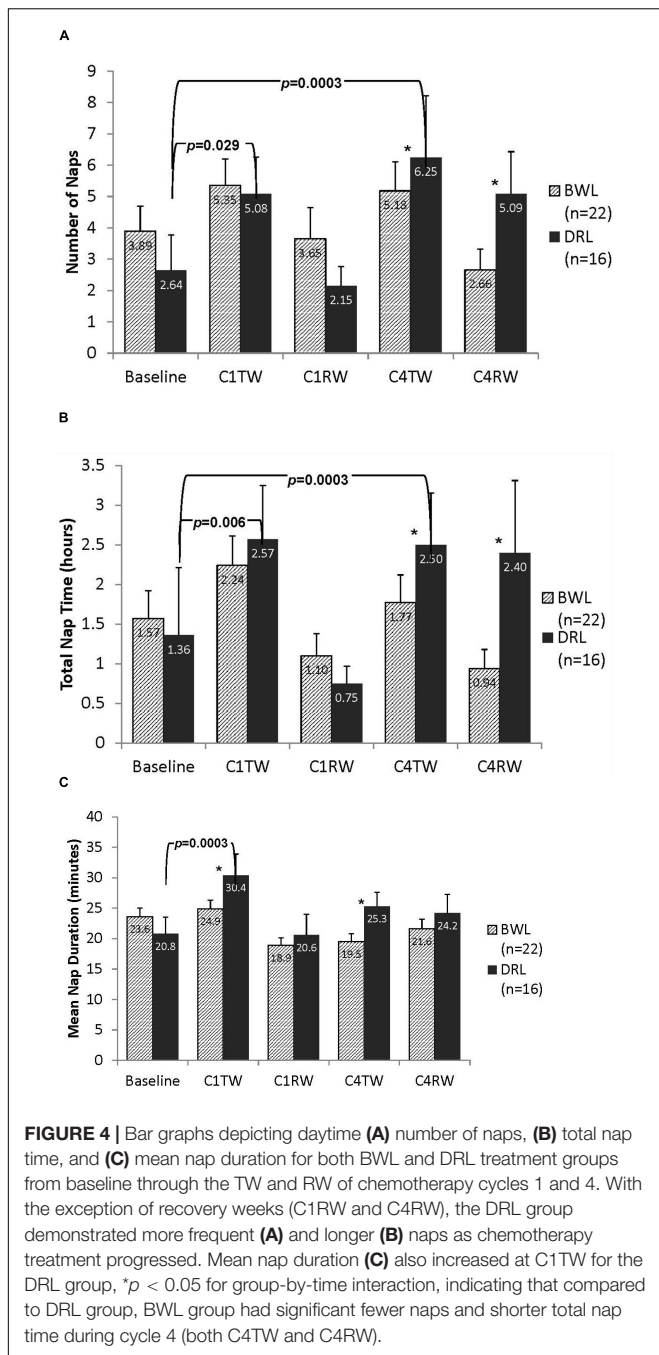 A
9
8
7
6
5
4
3
2
1
0
Number of Naps
p=0.0003
p=0.029
*
*
3.89
2.64
5.35
5.08
3.65
2.15
5.18
6.25
2.66
5.09
Baseline
C1TW
C1RW
C4TW
C4RW
BWL
(n=22)
DRL
(n=16)
B
3.5
3
2.5
2
1.5
1
0.5
0
Total Nap Time (hours)
p=0.0003
p=0.006
*
*
1.57
1.36
2.24
2.57
1.10
0.75
1.77
2.50
0.94
2.40
Baseline
C1TW
C1RW
C4TW
C4RW
BWL
(n=22)
DRL
(n=16)
C
40
35
30
25
20
15
10
5
0
Mean Nap Duration (minutes)
p=0.0003
*
*
23.6
20.8
24.9
30.4
18.9
20.6
19.5
25.3
21.6
24.2
Baseline
C1TW
C1RW
C4TW
C4RW
BWL
(n=22)
DRL
(n=16)
FIGURE 4 | Bar graphs depicting daytime (A) number of naps, (B) total nap
time, and (C) mean nap duration for both BWL and DRL treatment groups
from baseline through the TW and RW of chemotherapy cycles 1 and 4. With
the exception of recovery weeks (C1RW and C4RW), the DRL group
demonstrated more frequent (A) and longer (B) naps as chemotherapy
treatment progressed. Mean nap duration (C) also increased at C1TW for the
DRL group, *p < 0.05 for group-by-time interaction, indicating that compared
to DRL group, BWL group had significant fewer naps and shorter total nap
time during cycle 4 (both C4TW and C4RW).